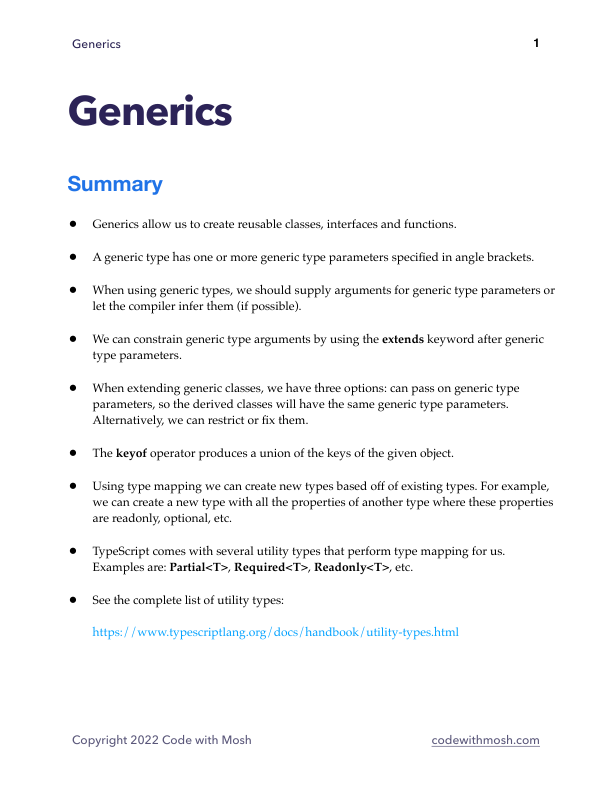 Generics 1
Generics
Summary
● Generics allow us to create reusable classes, interfaces and functions.
● A generic type has one or more generic type parameters specified in angle brackets.
● When using generic types, we should supply arguments for generic type parameters or
let the compiler infer them (if possible).
● We can constrain generic type arguments by using the extends keyword after generic
type parameters.
● When extending generic classes, we have three options: can pass on generic type
parameters, so the derived classes will have the same generic type parameters.
Alternatively, we can restrict or fix them.
● The keyof operator produces a union of the keys of the given object.
● Using type mapping we can create new types based off of existing types. For example,
we can create a new type with all the properties of another type where these properties
are readonly, optional, etc.
● TypeScript comes with several utility types that perform type mapping for us.
Examples are: Partial<T>, Required<T>, Readonly<T>, etc.
● See the complete list of utility types:
https://www.typescriptlang.org/docs/handbook/utility-types.html
Copyright 2022 Code with Mosh codewithmosh.com